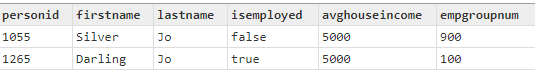 personid firstname lastname isemployed avghouseincome empgroupnum
1055 Silver Jo false 5000 900
1265 Darling Jo true 5000 100